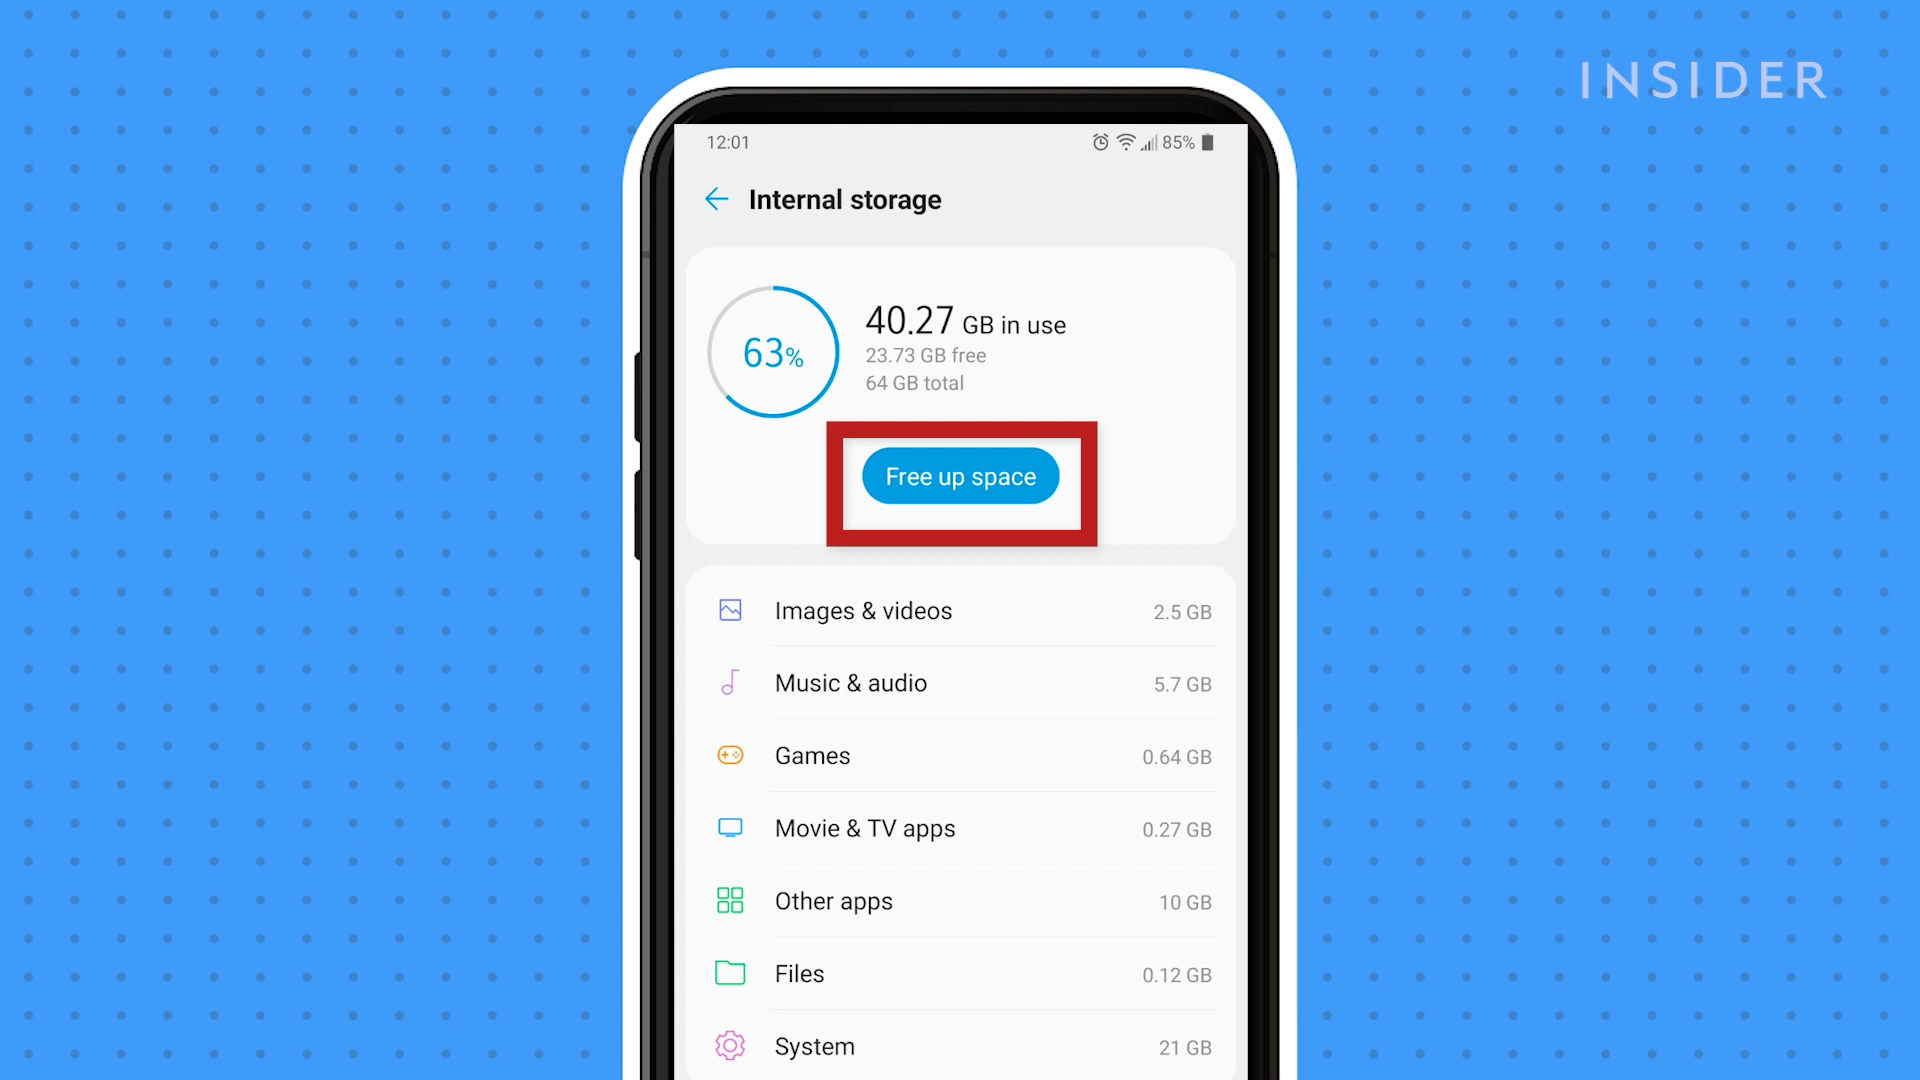 INSIDER
12:01
85%
Internal storage
63%
40.27 GB in use
23.73 GB free
64 GB total
Free up space
Images & videos 2.5 GB
Music & audio 5.7 GB
Games 0.64 GB
Movie & TV apps 0.27 GB
Other apps 10 GB
Files 0.12 GB
System 21 GB